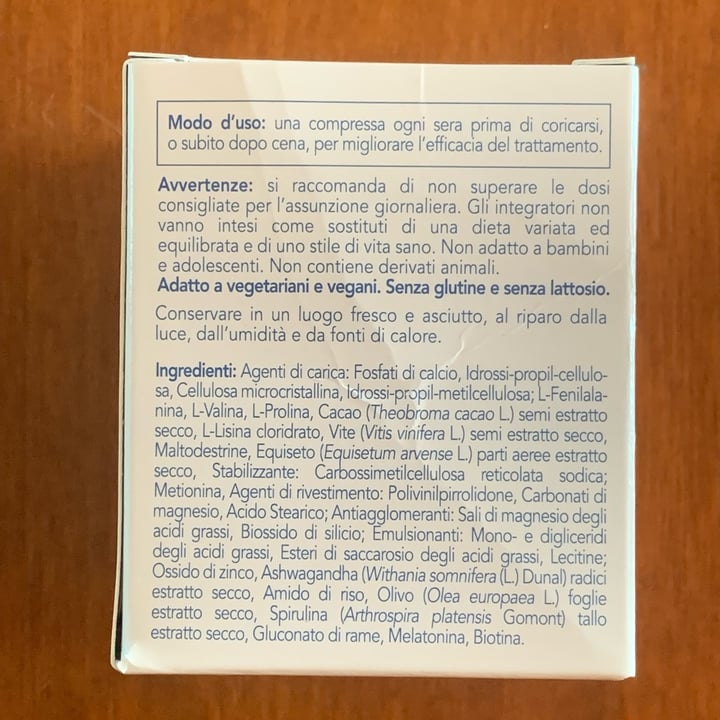 Modo d'uso: una compressa ogni sera prima di coricarsi,
o subito dopo cena, per migliorare l'efficacia del trattamento.
Avvertenze: si raccomanda di non superare le dosi
consigliate per l'assunzione giornaliera. Gli integratori non
vanno intesi come sostituti di una dieta variata ed
equilibrata e di uno stile di vita sano. Non adatto a bambini
e adolescenti. Non contiene derivati animali.
Adatto a vegetariani e vegani. Senza glutine e senza lattosio.
Conservare in un luogo fresco e asciutto, al riparo dalla
luce, dall'umidità e da fonti di calore.
Ingredienti: Agenti di carica: Fosfati di calcio, Idrossi-propil-cellulo-
sa, Cellulosa microcristallina, Idrossi-propil-metilcellulosa; L-Fenilala-
nina, L-Valina, L-Prolina, Cacao (Theobroma cacao L.) semi estratto
secco, L-Lisina cloridrato, Vite (Vitis vinifera L.) semi estratto secco,
Maltodestrine, Equiseto (Equisetum arvense L.) parti aeree estratto
secco, Stabilizzante: Carbossimetilcellulosa reticolata sodica;
Metionina, Agenti di rivestimento: Polivinilpirrolidone, Carbonati di
magnesio, Acido Stearico; Antiagglomeranti: Sali di magnesio degli
acidi grassi, Biossido di silicio; Emulsionanti: Mono- e digliceridi
degli acidi grassi, Esteri di saccarosio degli acidi grassi, Lecitine;
Ossido di zinco, Ashwagandha (Withania somnifera (L.) Dunal) radici
estratto secco, Amido di riso, Olivo (Olea europaea L.) foglie
estratto secco, Spirulina (Arthrospira platensis Gomont) tallo
estratto secco, Gluconato di rame, Melatonina, Biotina.